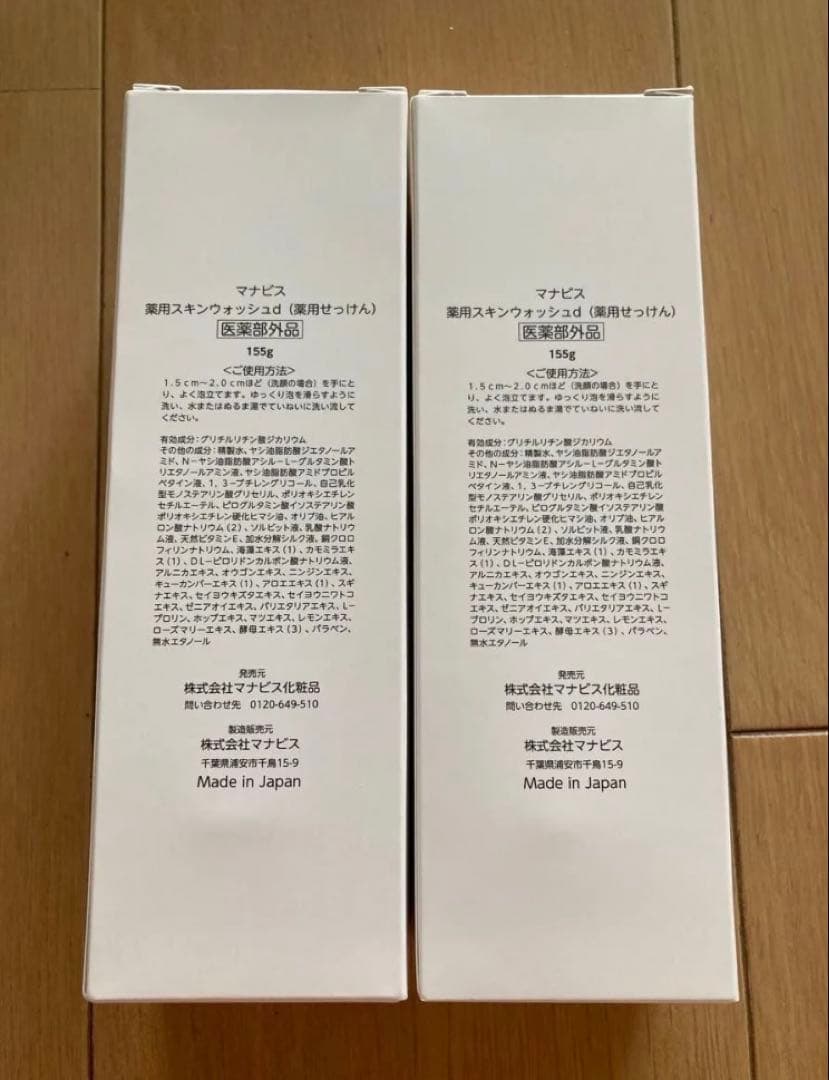 マナビス
薬用スキンウォッシュd（薬用せっけん）
医薬部外品
155g
＜ご使用方法＞
1.5cm～2.0cmほど（洗顔の場合）を手にと
り、よく泡立てます。ゆっくり泡を滑らすように
洗い、水またはぬるま湯でていねいに洗い流して
ください。
有効成分：グリチルリチン酸ジカリウム
その他の成分：精製水、ヤシ油脂肪酸ジエタノールア
ミド、N－ヤシ油脂肪酸アシル－L－グルタミン酸ト
リエタノールアミン液、ヤシ油脂肪酸アミドプロピル
ベタイン液、1，3－ブチレングリコール、自己乳化
型モノステアリン酸グリセリル、ポリオキシエチレン
セチルエーテル、ピログルタミン酸イソステアリン酸
ポリオキシエチレン硬化ヒマシ油、オリブ油、ヒアル
ロン酸ナトリウム（2）、ソルビット液、乳酸ナトリウ
ム液、天然ビタミンE、加水分解シルク液、銅クロロ
フィリンナトリウム、海藻エキス（1）、カモミラエキ
ス（1）、DL－ピロリドンカルボン酸ナトリウム液、
アルニカエキス、オウゴンエキス、ニンジンエキス、
キューカンバーエキス（1）、アロエエキス（1）、スギ
ナエキス、セイヨウキズタエキス、セイヨウニワトコ
エキス、ゼニアオイエキス、パリエタリアエキス、L－
プロリン、ホップエキス、マツエキス、レモンエキス、
ローズマリーエキス、酵母エキス（3）、パラベン、
無水エタノール
発売元
株式会社マナビス化粧品
問い合わせ先　0120-649-510
製造販売元
株式会社マナビス
千葉県浦安市千鳥15-9
Made in Japan
マナビス
薬用スキンウォッシュd（薬用せっけん）
医薬部外品
155g
＜ご使用方法＞
1.5cm～2.0cmほど（洗顔の場合）を手にと
り、よく泡立てます。ゆっくり泡を滑らすように
洗い、水またはぬるま湯でていねいに洗い流して
ください。
有効成分：グリチルリチン酸ジカリウム
その他の成分：精製水、ヤシ油脂肪酸ジエタノールア
ミド、N－ヤシ油脂肪酸アシル－L－グルタミン酸ト
リエタノールアミン液、ヤシ油脂肪酸アミドプロピル
ベタイン液、1，3－ブチレングリコール、自己乳化
型モノステアリン酸グリセリル、ポリオキシエチレン
セチルエーテル、ピログルタミン酸イソステアリン酸
ポリオキシエチレン硬化ヒマシ油、オリブ油、ヒアル
ロン酸ナトリウム（2）、ソルビット液、乳酸ナトリウ
ム液、天然ビタミンE、加水分解シルク液、銅クロロ
フィリンナトリウム、海藻エキス（1）、カモミラエキ
ス（1）、DL－ピロリドンカルボン酸ナトリウム液、
アルニカエキス、オウゴンエキス、ニンジンエキス、
キューカンバーエキス（1）、アロエエキス（1）、スギ
ナエキス、セイヨウキズタエキス、セイヨウニワトコ
エキス、ゼニアオイエキス、パリエタリアエキス、L－
プロリン、ホップエキス、マツエキス、レモンエキス、
ローズマリーエキス、酵母エキス（3）、パラベン、
無水エタノール
発売元
株式会社マナビス化粧品
問い合わせ先　0120-649-510
製造販売元
株式会社マナビス
千葉県浦安市千鳥15-9
Made in Japan